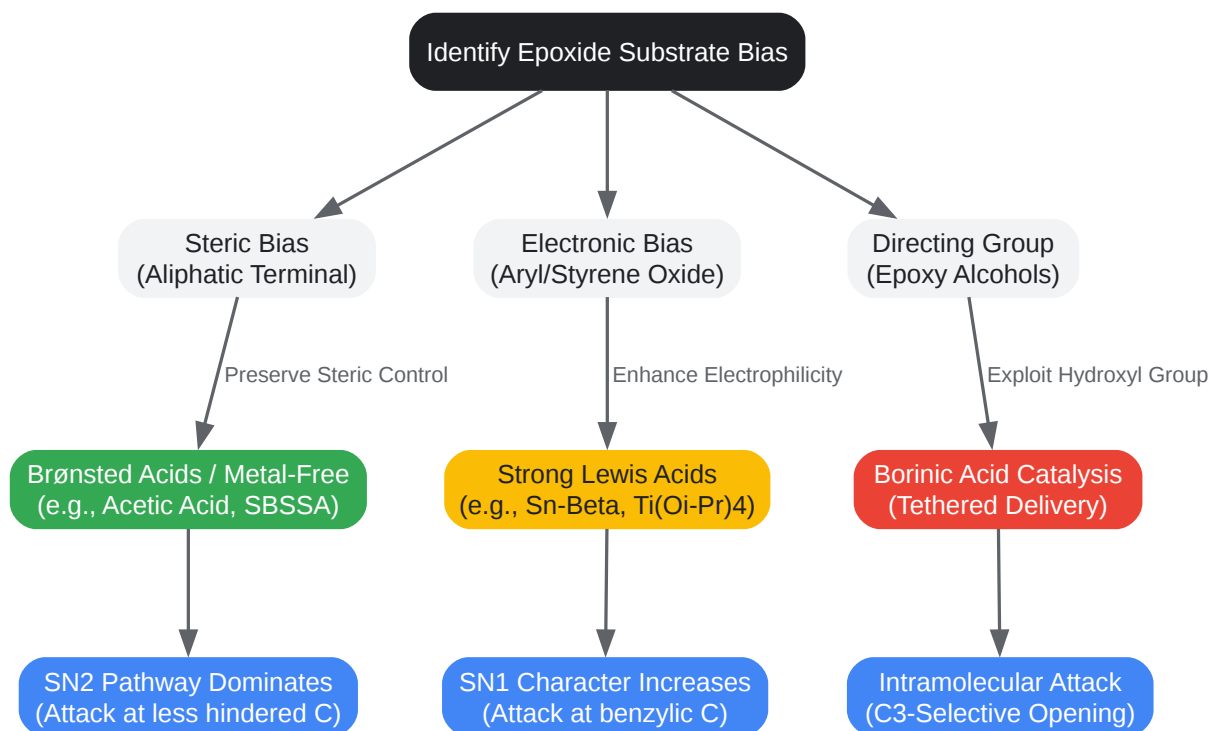 Identify Epoxide Substrate Bias
Steric Bias
(Aliphatic Terminal)
Electronic Bias
(Aryl/Styrene Oxide)
Directing Group
(Epoxy Alcohols)
Preserve Steric Control
Enhance Electrophilicity
Exploit Hydroxyl Group
Brønsted Acids / Metal-Free
(e.g., Acetic Acid, SBSSA)
Strong Lewis Acids
(e.g., Sn-Beta, Ti(Oi-Pr)4)
Borinic Acid Catalysis
(Tethered Delivery)
SN2 Pathway Dominates
(Attack at less hindered C)
SN1 Character Increases
(Attack at benzylic C)
Intramolecular Attack
(C3-Selective Opening)